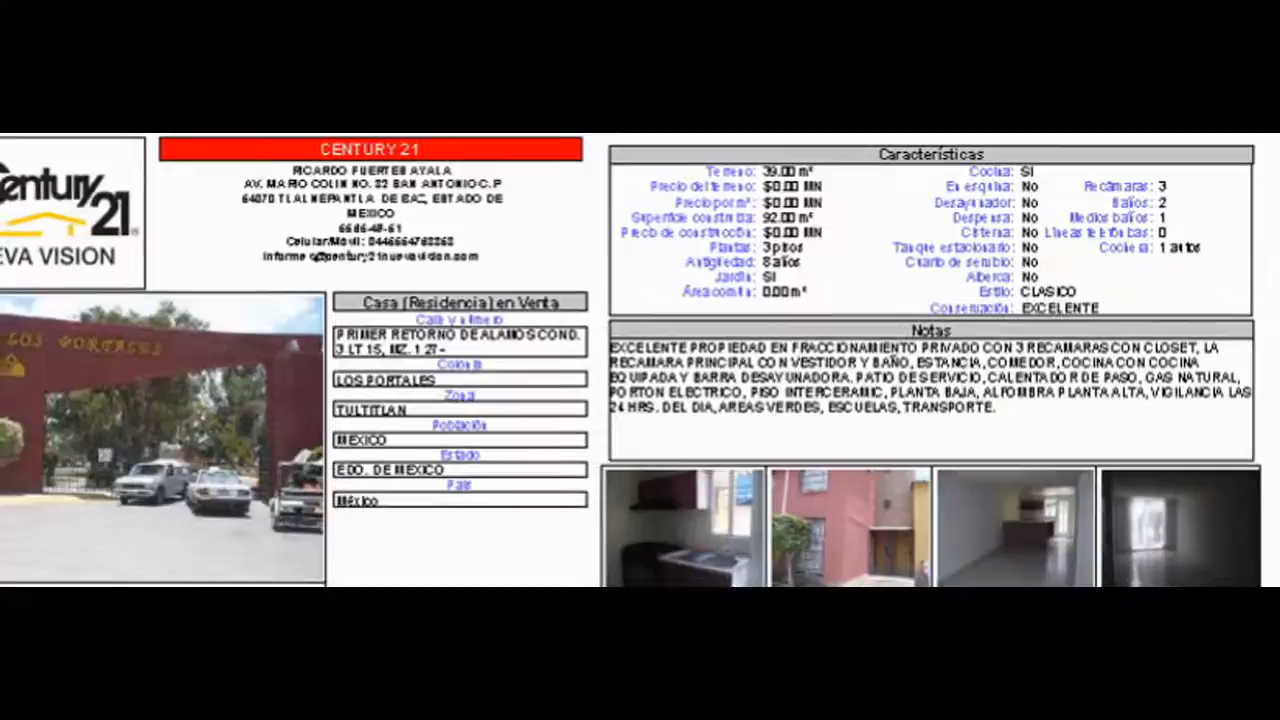 Century
21
EVA VISION
CENTURY 21
RICARDO FUERTES AYALA
AV. MARIO COLIN NO. 32 SAN ANTONIO C.P
TLALNEPANTLA DE BAZ, ESTADO DE
MEXICO
Celular/Móvil:
LOS PORTALES
Casa (Residencia) en Venta
Calle y número
PRIMER RETORNO DE ALAMOS COND.
3 LT 15, MZ. 1 27 -
Colonia
LOS PORTALES
Zona
TULTITLAN
Población
MEXICO
Estado
EDO. DE MEXICO
País
México
Características
Terreno: 39.00 m²
Precio del terreno: $0.00 MN
Precio por m²: $0.00 MN
Superficie construida: 92.00 m²
Precio de construcción: $0.00 MN
Plantas: 3 pisos
Antigüedad: 8 años
Jardín: SI
Área común: 0.00 m²
Cocina: SI
En esquina: No
Desayunador: No
Despensa: No
Cisterna: No
Tanque estacionario: No
Cuarto de servicio: No
Alberca: No
Estilo: CLASICO
Conservación: EXCELENTE
Recámaras: 3
Baños: 2
Medios baños: 1
Líneas telefónicas: 0
Cochera: 1 autos
Notas
EXCELENTE PROPIEDAD EN FRACCIONAMIENTO PRIVADO CON 3 RECAMARAS CON CLOSET, LA
RECAMARA PRINCIPAL CON VESTIDOR Y BAÑO, ESTANCIA, COMEDOR, COCINA CON COCINA
EQUIPADA Y BARRA DESAYUNADORA, PATIO DE SERVICIO, CALENTADOR DE PASO, GAS NATURAL,
PORTON ELECTRICO, PISO INTERCERAMIC, PLANTA BAJA, ALFOMBRA PLANTA ALTA, VIGILANCIA LAS
24 HRS. DEL DIA, AREAS VERDES, ESCUELAS, TRANSPORTE.